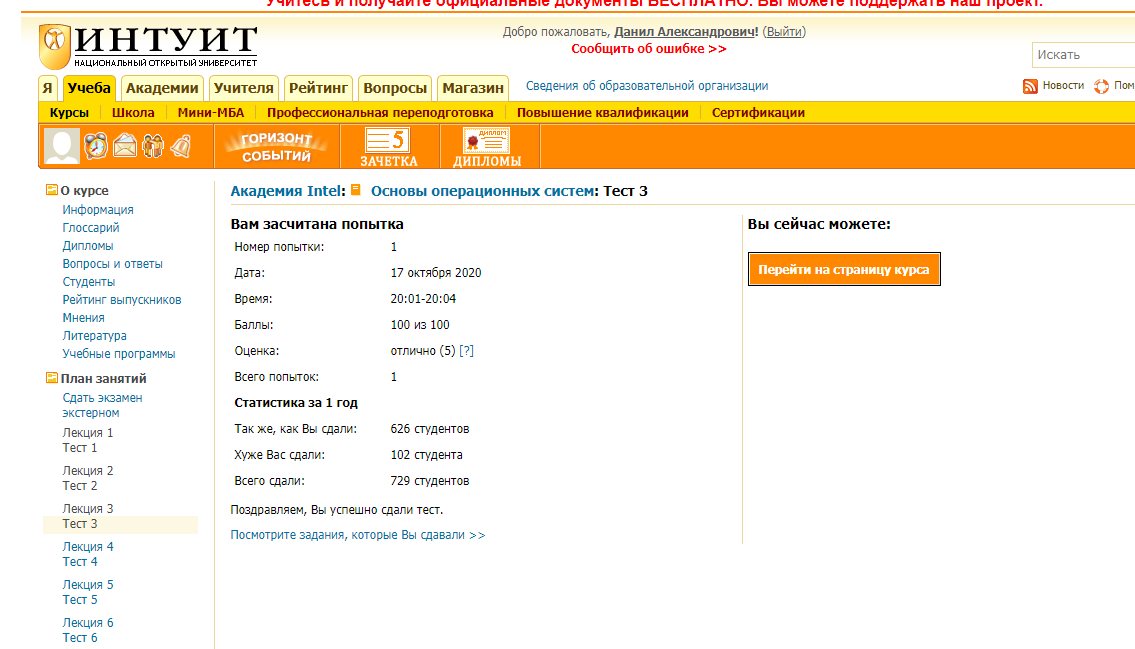 Учитесь и получайте официальные документы БЕСПЛАТНО. Вы можете поддержать наш проект.
ИНТУИТ
НАЦИОНАЛЬНЫЙ ОТКРЫТЫЙ УНИВЕРСИТЕТ
Добро пожаловать, Данил Александрович! (Выйти)
Сообщить об ошибке >>
Искать
Я Учеба Академии Учителя Рейтинг Вопросы Магазин
Сведения об образовательной организации
Новости Пом
Курсы Школа Мини-МБА Профессиональная переподготовка Повышение квалификации Сертификации
ГОРИЗОНТ СОБЫТИЙ
5 ЗАЧЕТКА
ДИПЛОМ ДИПЛОМЫ
О курсе
Информация
Глоссарий
Дипломы
Вопросы и ответы
Студенты
Рейтинг выпускников
Мнения
Литература
Учебные программы
План занятий
Сдать экзамен
экстерном
Лекция 1
Тест 1
Лекция 2
Тест 2
Лекция 3
Тест 3
Лекция 4
Тест 4
Лекция 5
Тест 5
Лекция 6
Тест 6
Академия Intel: Основы операционных систем: Тест 3
Вам засчитана попытка
Номер попытки: 1
Дата: 17 октября 2020
Время: 20:01-20:04
Баллы: 100 из 100
Оценка: отлично (5) [?]
Всего попыток: 1
Статистика за 1 год
Так же, как Вы сдали: 626 студентов
Хуже Вас сдали: 102 студента
Всего сдали: 729 студентов
Поздравляем, Вы успешно сдали тест.
Посмотрите задания, которые Вы сдавали >>
Вы сейчас можете:
Перейти на страницу курса